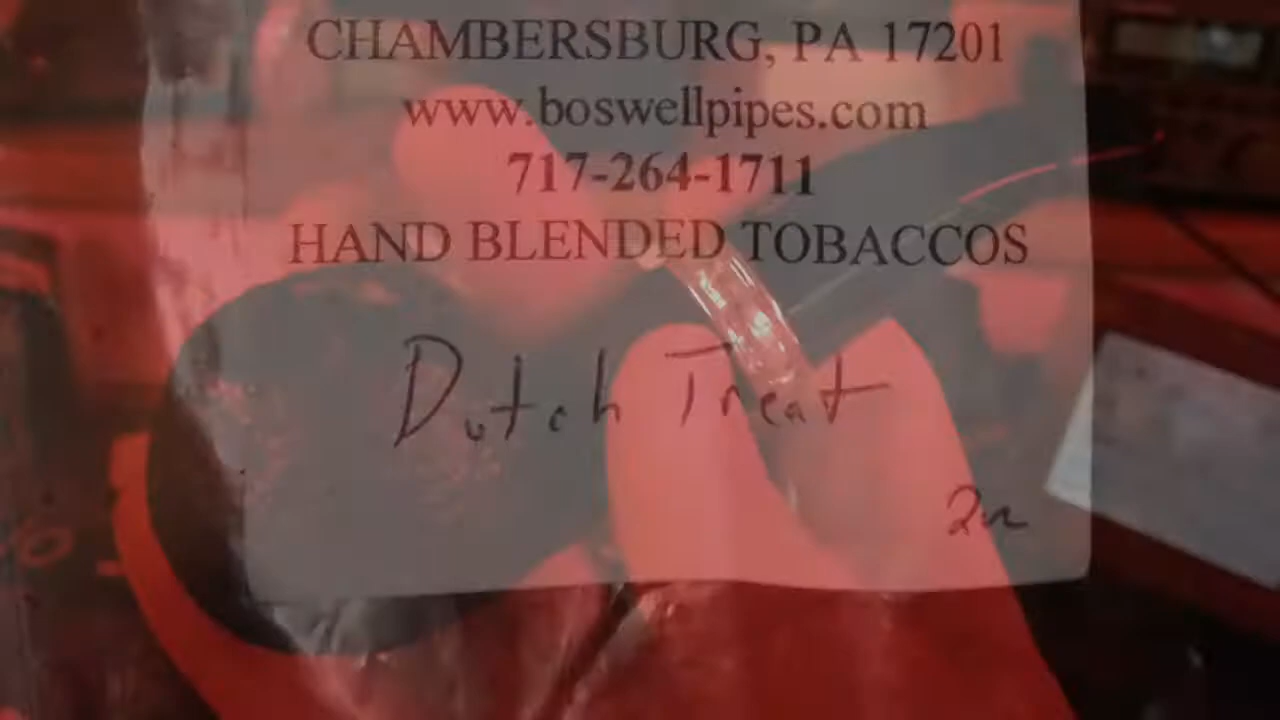 CHAMBERSBURG, PA 17201
www.boswellpipes.com
717-264-1711
HAND BLENDED TOBACCOS
Dutch Treat